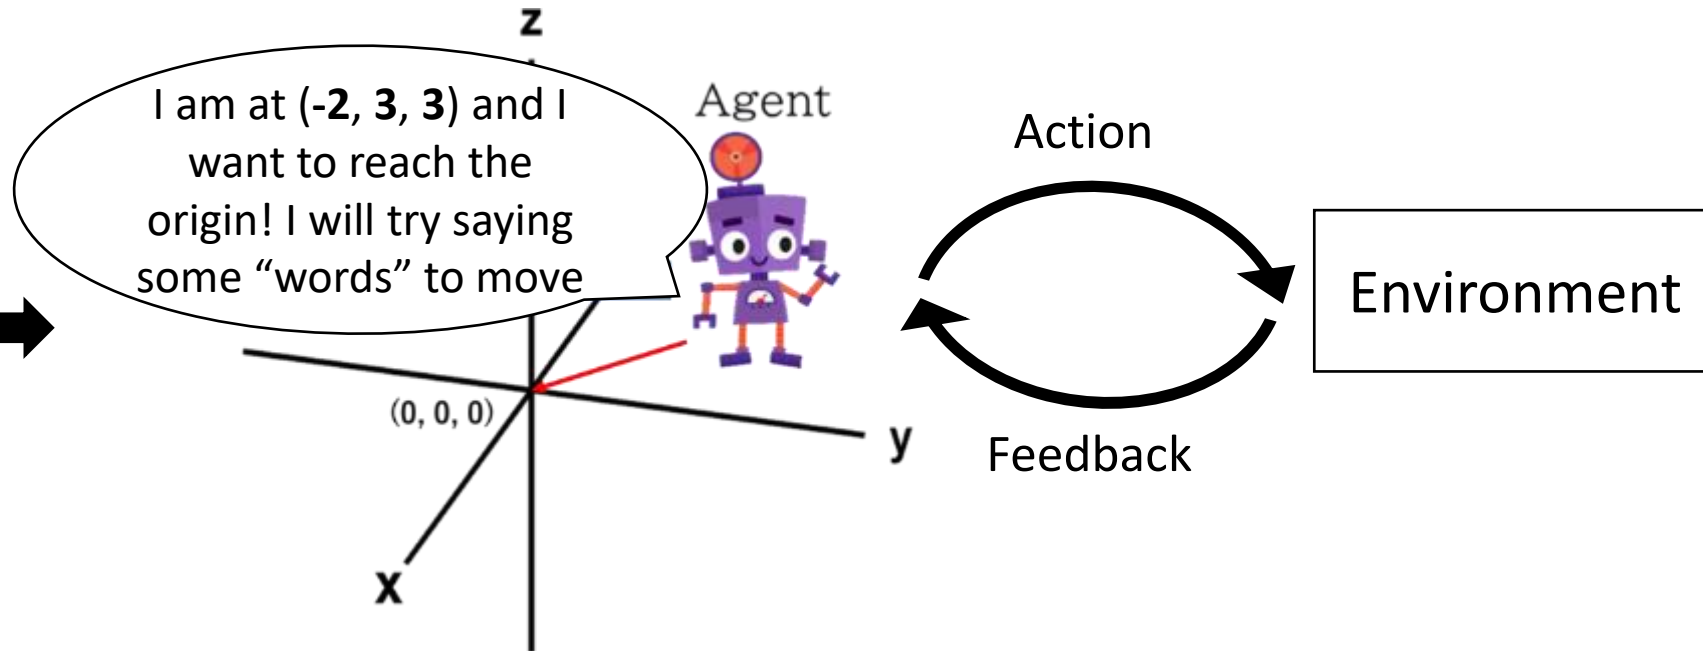 z
I am at (-2, 3, 3) and I
want to reach the
origin! I will try saying
some “words” to move
Agent
Action
Environment
(0, 0, 0)
y
Feedback
x